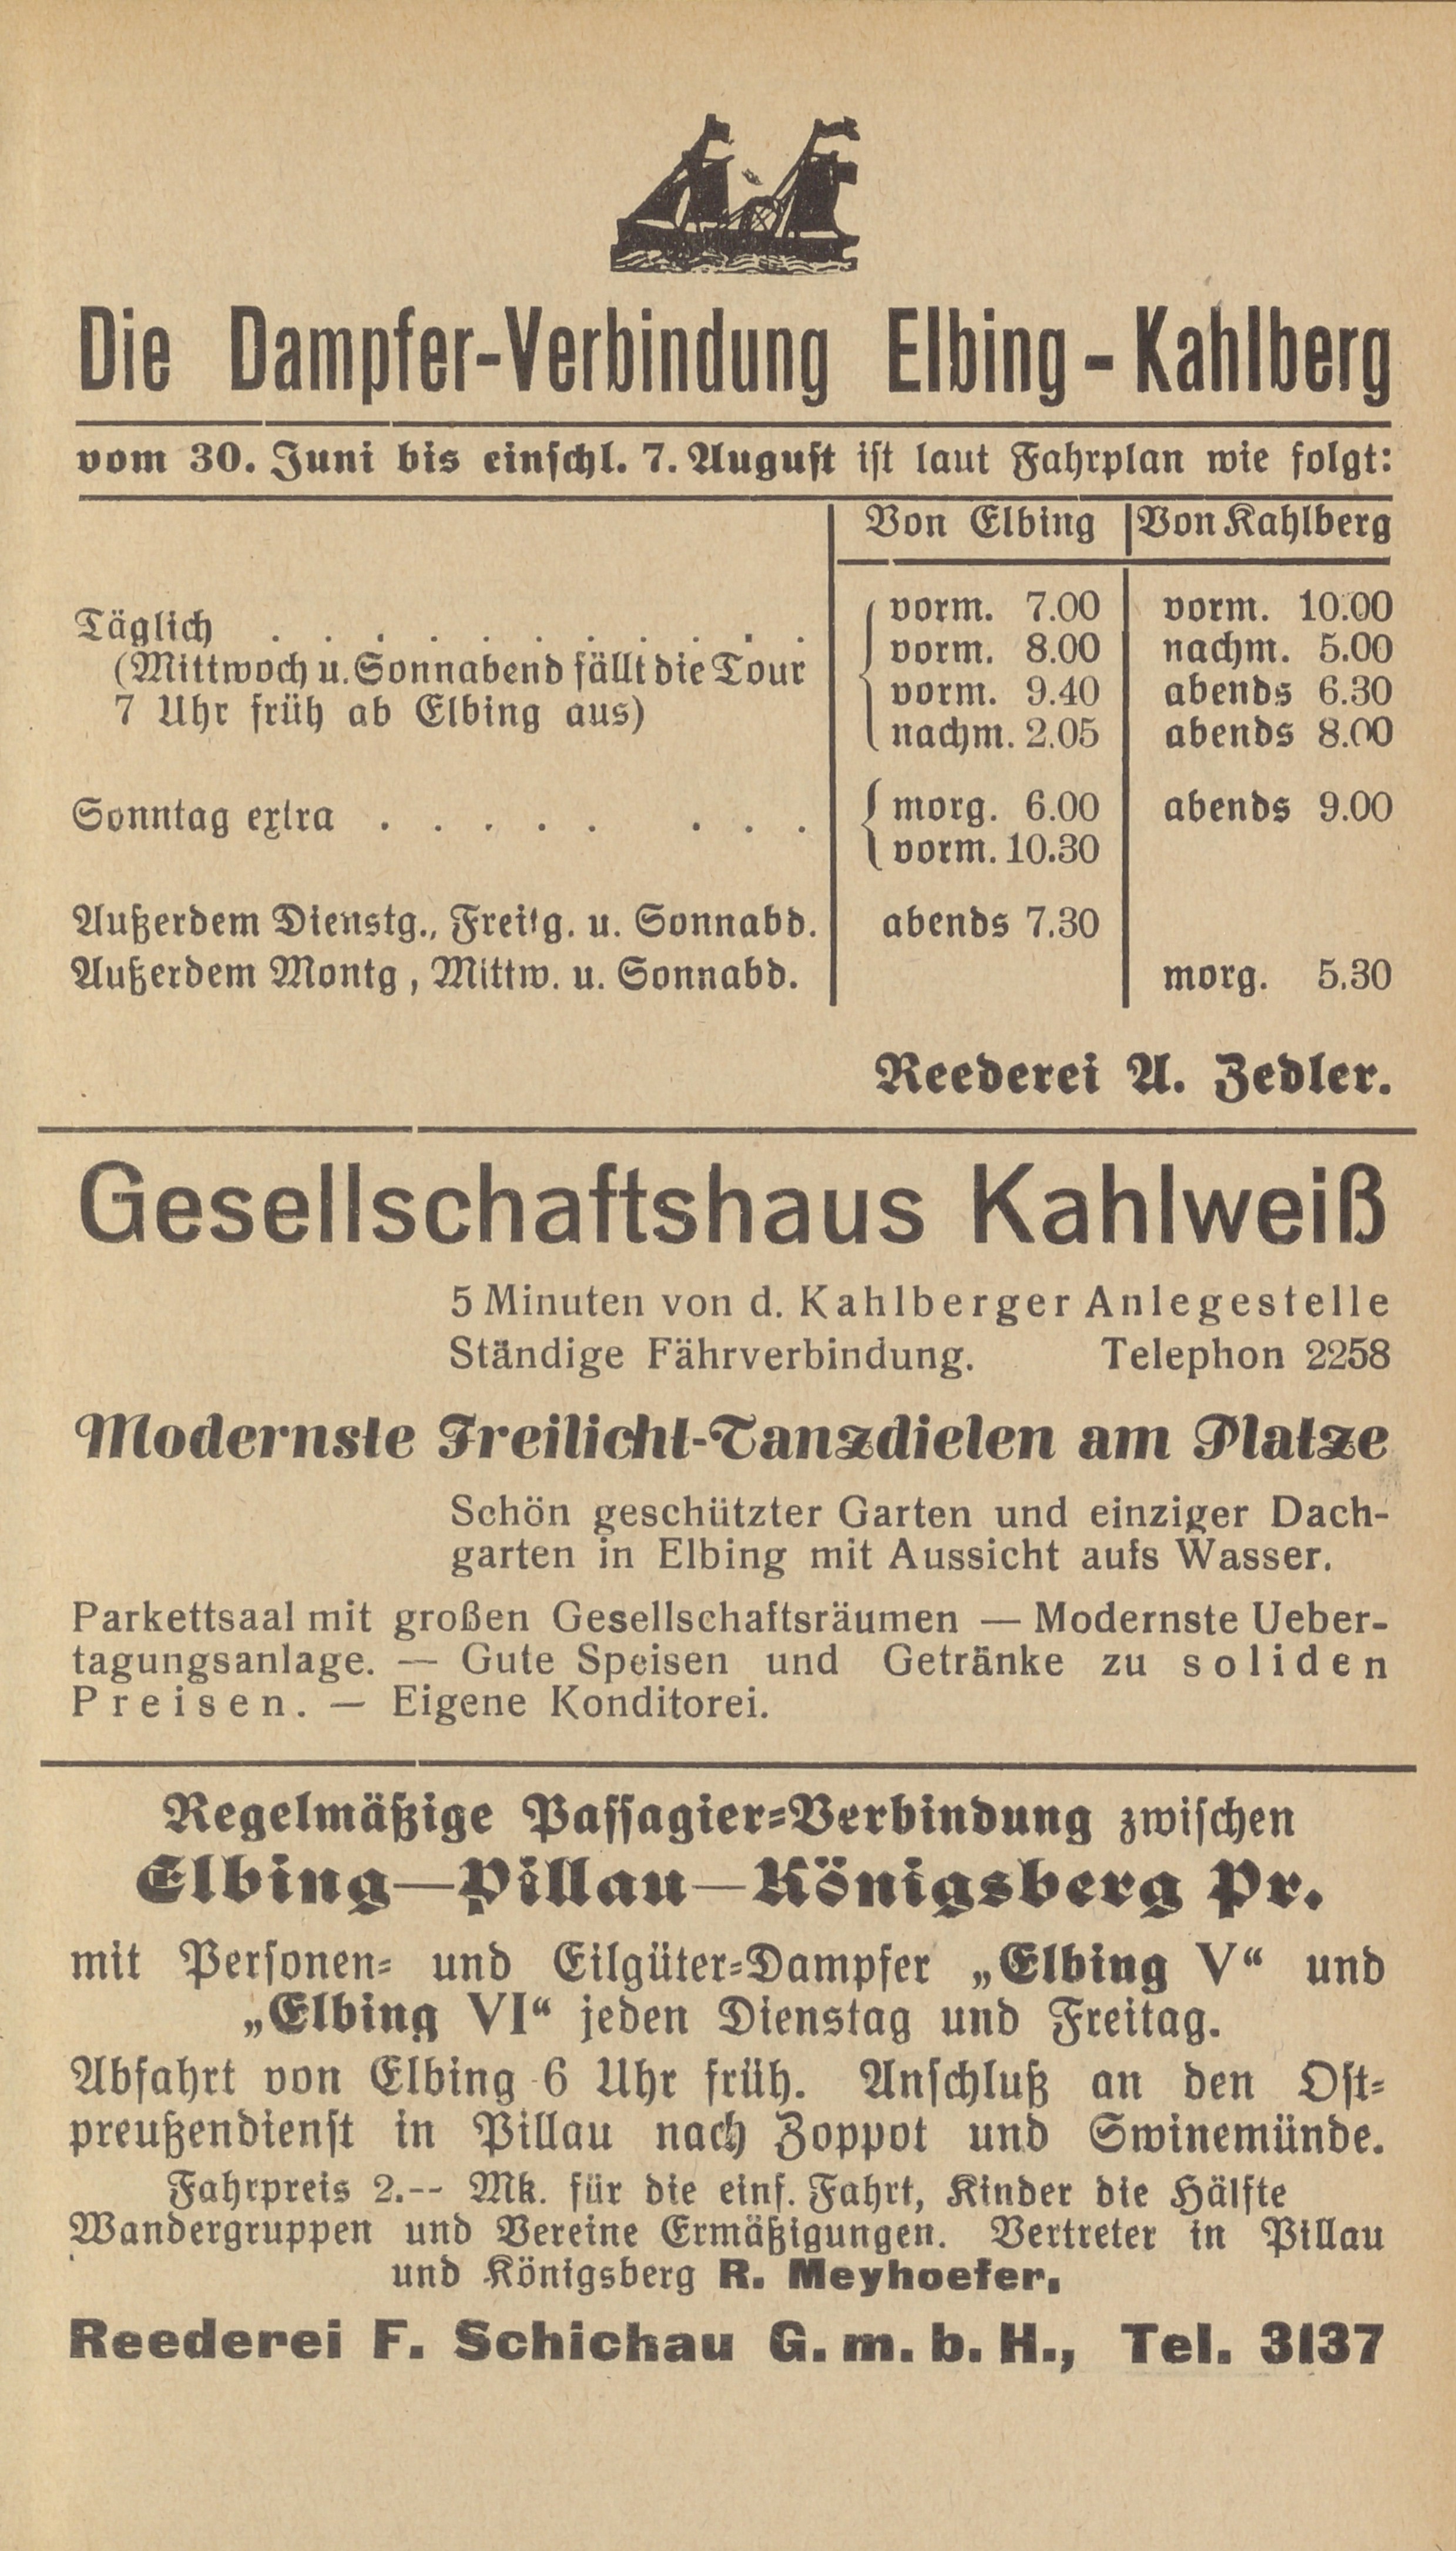 Die Dampfer-Verbindung Elbing - Kahlberg
vom 30. Juni bis einschl. 7. August ist laut Fahrplan wie folgt:
Von Elbing Von Kahlberg
Täglich . . . . . . . . . . . vorm. 7.00 vorm. 10.00
(Mittwoch u. Sonnabend fällt die Tour vorm. 8.00 nachm. 5.00
7 Uhr früh ab Elbing aus) vorm. 9.40 abends 6.30
nachm. 2.05 abends 8.00
Sonntag extra . . . . . . . . morg. 6.00 abends 9.00
vorm. 10.30
Außerdem Dienstg., Freitg. u. Sonnabd. abends 7.30
Außerdem Montg, Mittw. u. Sonnabd. morg. 5.30
Reederei A. Zedler.
Gesellschaftshaus Kahlweiß
5 Minuten von d. Kahlberger Anlegestelle
Ständige Fährverbindung. Telephon 2258
Modernste Freilicht-Tanzdielen am Platze
Schön geschützter Garten und einziger Dach-
garten in Elbing mit Aussicht aufs Wasser.
Parkettsaal mit großen Gesellschaftsräumen — Modernste Ueber-
tagungsanlage. — Gute Speisen und Getränke zu soliden
Preisen. — Eigene Konditorei.
Regelmäßige Passagier-Verbindung zwischen
Elbing—Pillau—Königsberg Pr.
mit Personen- und Eilgüter-Dampfer „Elbing V“ und
„Elbing VI“ jeden Dienstag und Freitag.
Abfahrt von Elbing 6 Uhr früh. Anschluß an den Ost-
preußendienst in Pillau nach Zoppot und Swinemünde.
Fahrpreis 2.-- Mk. für die einf. Fahrt, Kinder die Hälfte
Wandergruppen und Vereine Ermäßigungen. Vertreter in Pillau
und Königsberg R. Meyhoefer.
Reederei F. Schichau G. m. b. H., Tel. 3137